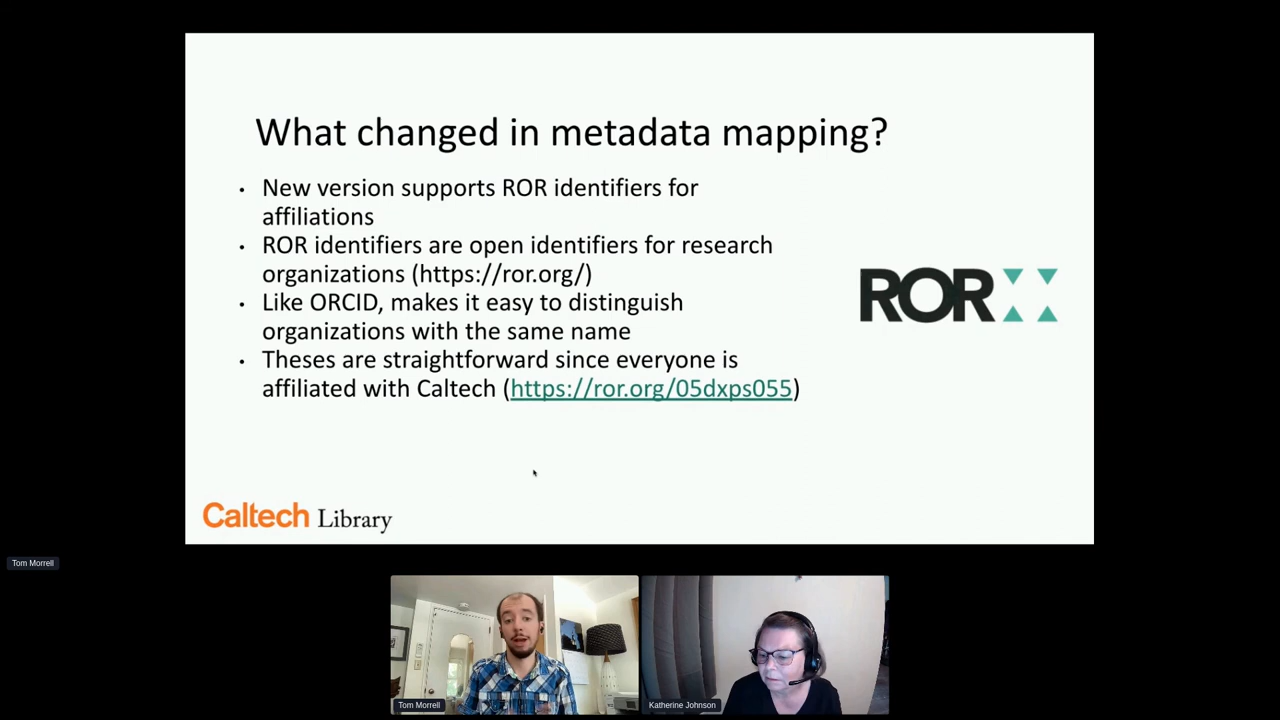 What changed in metadata mapping?
• New version supports ROR identifiers for
affiliations
• ROR identifiers are open identifiers for research
organizations (https://ror.org/)
• Like ORCID, makes it easy to distinguish
organizations with the same name
• Theses are straightforward since everyone is
affiliated with Caltech (https://ror.org/05dxps055)
ROR
Caltech Library
Tom Morrell
Tom Morrell
Katherine Johnson